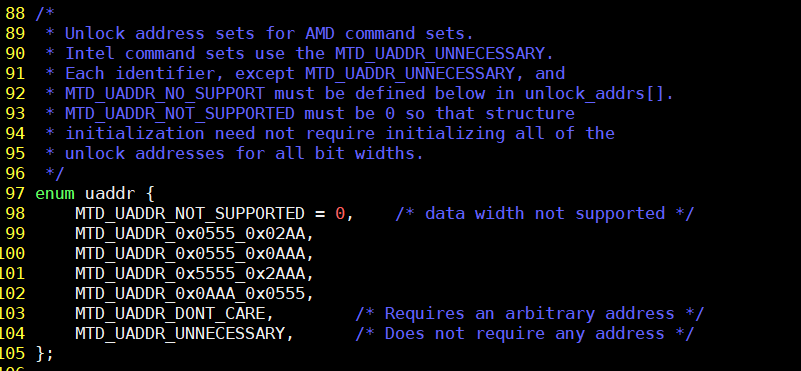 88 /*
89  * Unlock address sets for AMD command sets.
90  * Intel command sets use the MTD_UADDR_UNNECESSARY.
91  * Each identifier, except MTD_UADDR_UNNECESSARY, and
92  * MTD_UADDR_NO_SUPPORT must be defined below in unlock_addrs[].
93  * MTD_UADDR_NOT_SUPPORTED must be 0 so that structure
94  * initialization need not require initializing all of the
95  * unlock addresses for all bit widths.
96  */
97 enum uaddr {
98     MTD_UADDR_NOT_SUPPORTED = 0,    /* data width not supported */
99     MTD_UADDR_0x0555_0x02AA,
100     MTD_UADDR_0x0555_0x0AAA,
101     MTD_UADDR_0x5555_0x2AAA,
102     MTD_UADDR_0x0AAA_0x0555,
103     MTD_UADDR_DONT_CARE,        /* Requires an arbitrary address */
104     MTD_UADDR_UNNECESSARY,      /* Does not require any address */
105 };